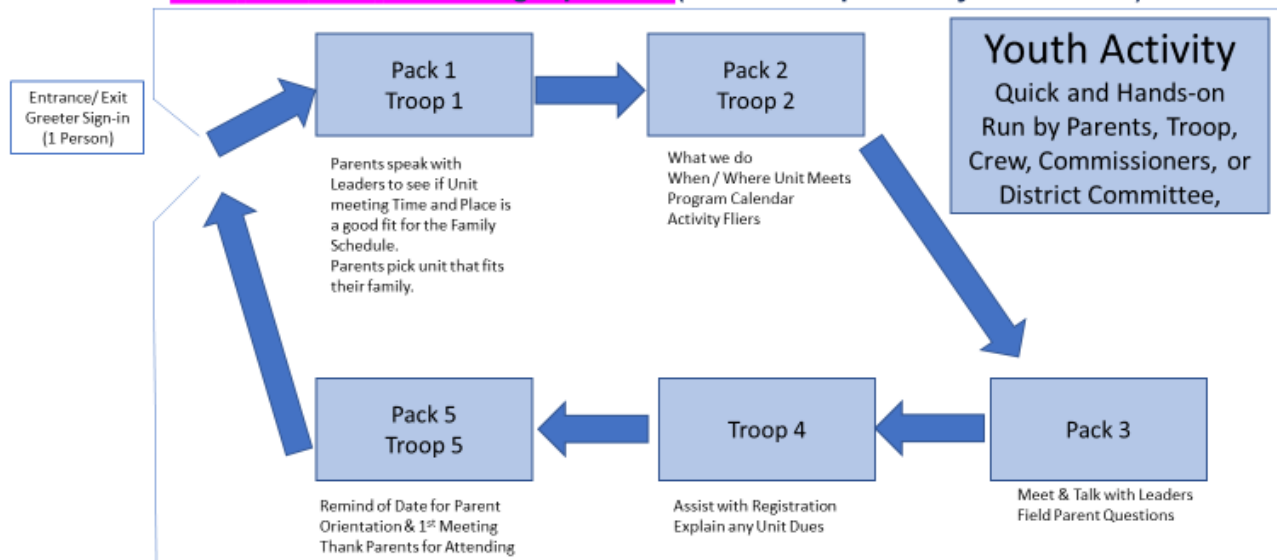 Entrance/ Exit
Greeter Sign-in
(1 Person)
Pack 1
Troop 1
Parents speak with
Leaders to see if Unit
meeting Time and Place is
a good fit for the Family
Schedule.
Parents pick unit that fits
their family.
Pack 2
Troop 2
What we do
When / Where Unit Meets
Program Calendar
Activity Fliers
Youth Activity
Quick and Hands-on
Run by Parents, Troop,
Crew, Commissioners, or
District Committee,
Pack 5
Troop 5
Remind of Date for Parent
Orientation & 1st Meeting
Thank Parents for Attending
Troop 4
Assist with Registration
Explain any Unit Dues
Pack 3
Meet & Talk with Leaders
Field Parent Questions